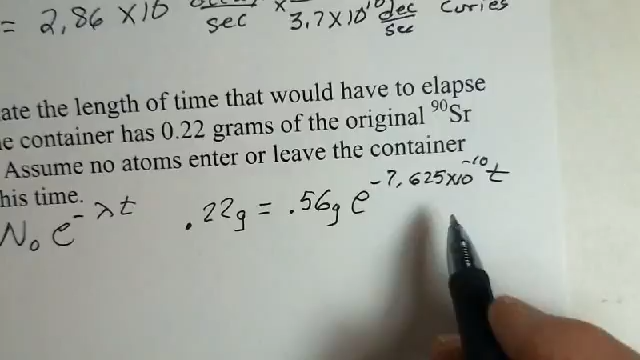 = 2.86 x10 sec x 3.7 x 10^10 dec/sec Curies
ate the length of time that would have to elapse
e container has 0.22 grams of the original ^90Sr
Assume no atoms enter or leave the container
his time.
N₀ e^-λt .22g = .56g e^-7.625x10^-10 t